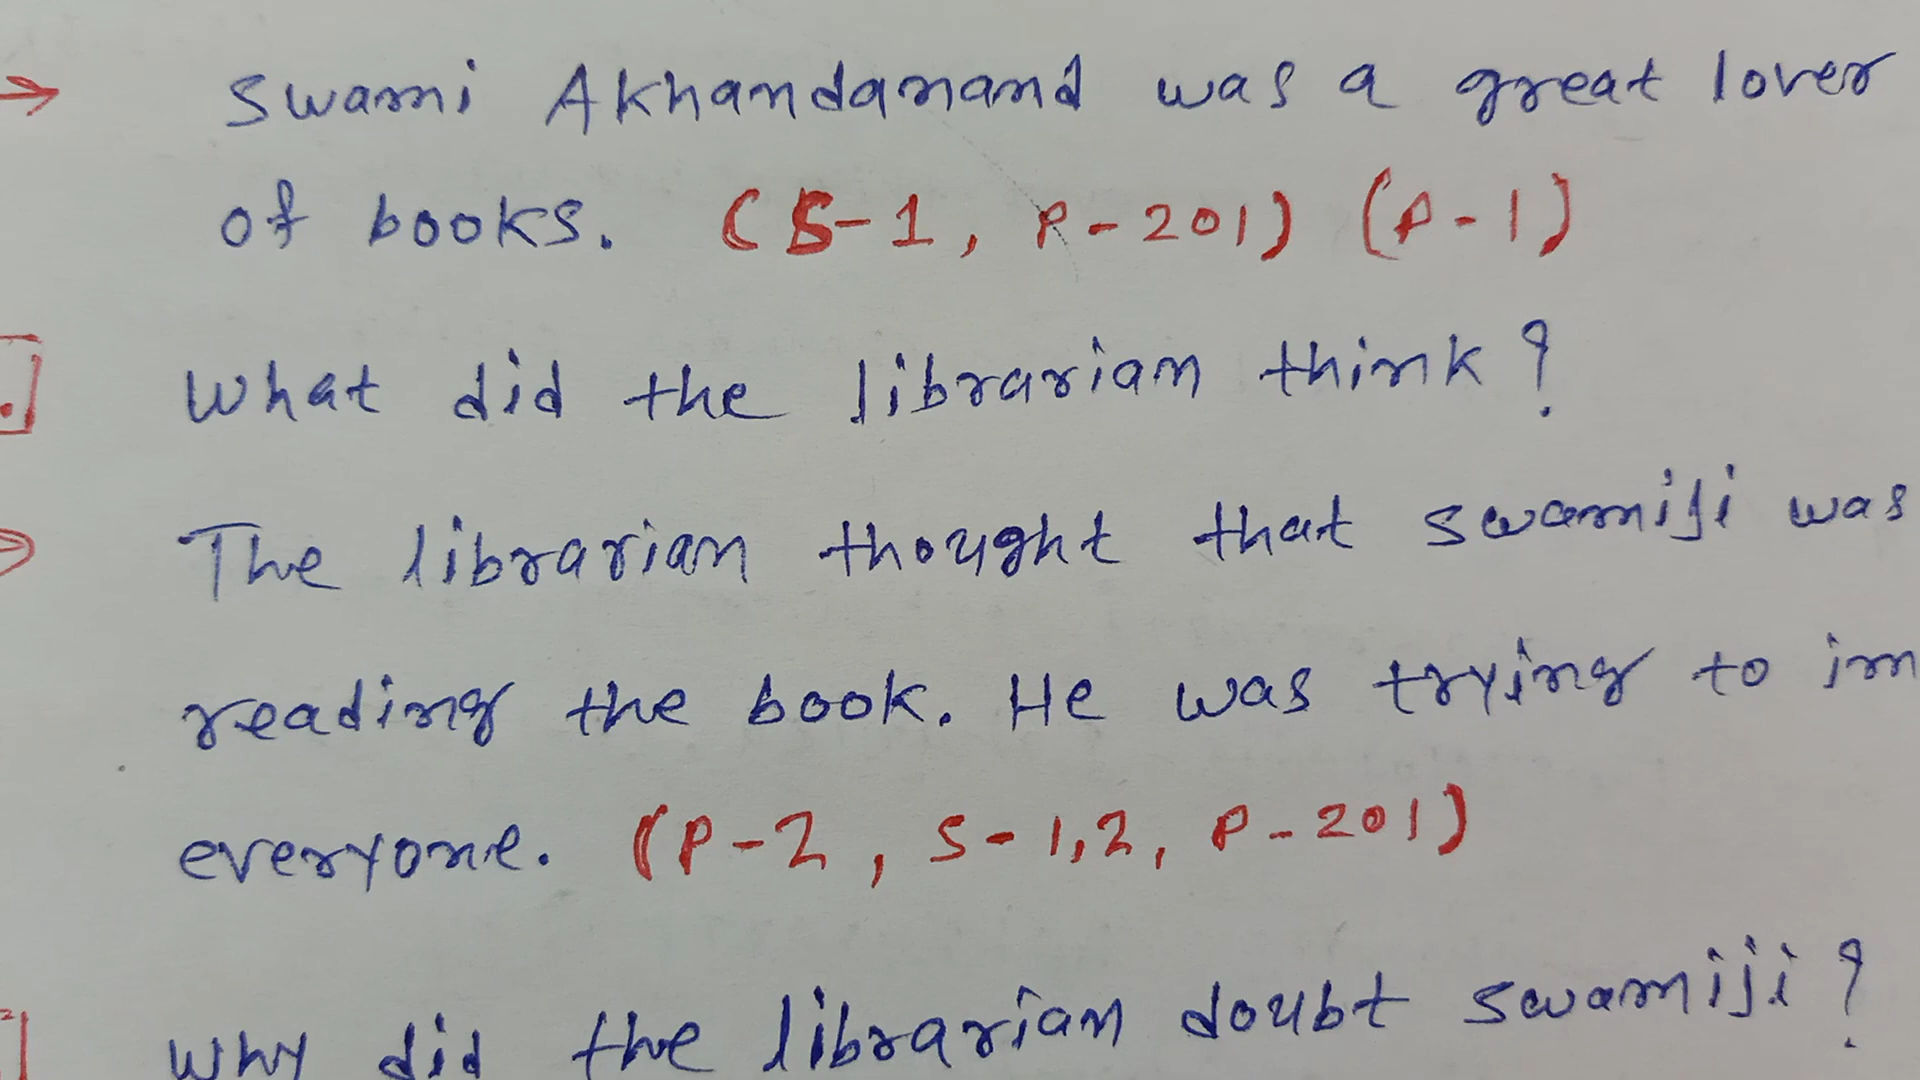 → Swami Akhandanand was a great lover
of books. (S-1, P-201) (P-1)
What did the librarian think?
The librarian thought that swamiji was
reading the book. He was trying to im
everyone. (P-2, S-1,2, P-201)
Why did the librarian doubt swamiji?